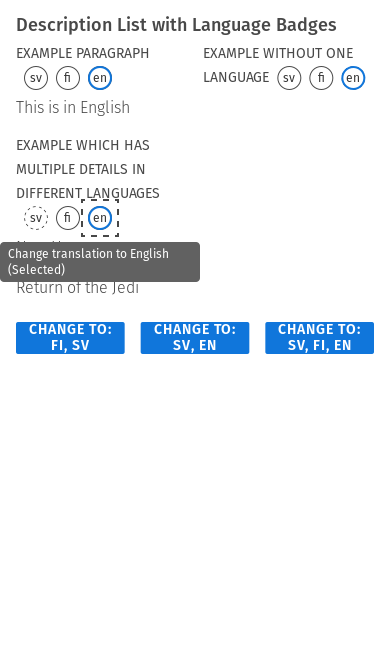 Description List with Language Badges
EXAMPLE PARAGRAPH
sv fi en
This is in English
EXAMPLE WITHOUT ONE
LANGUAGE sv fi en
EXAMPLE WHICH HAS
MULTIPLE DETAILS IN
DIFFERENT LANGUAGES
sv fi en
Change translation to English
(Selected)
Return of the Jedi
CHANGE TO:
FI, SV
CHANGE TO:
SV, EN
CHANGE TO:
SV, FI, EN